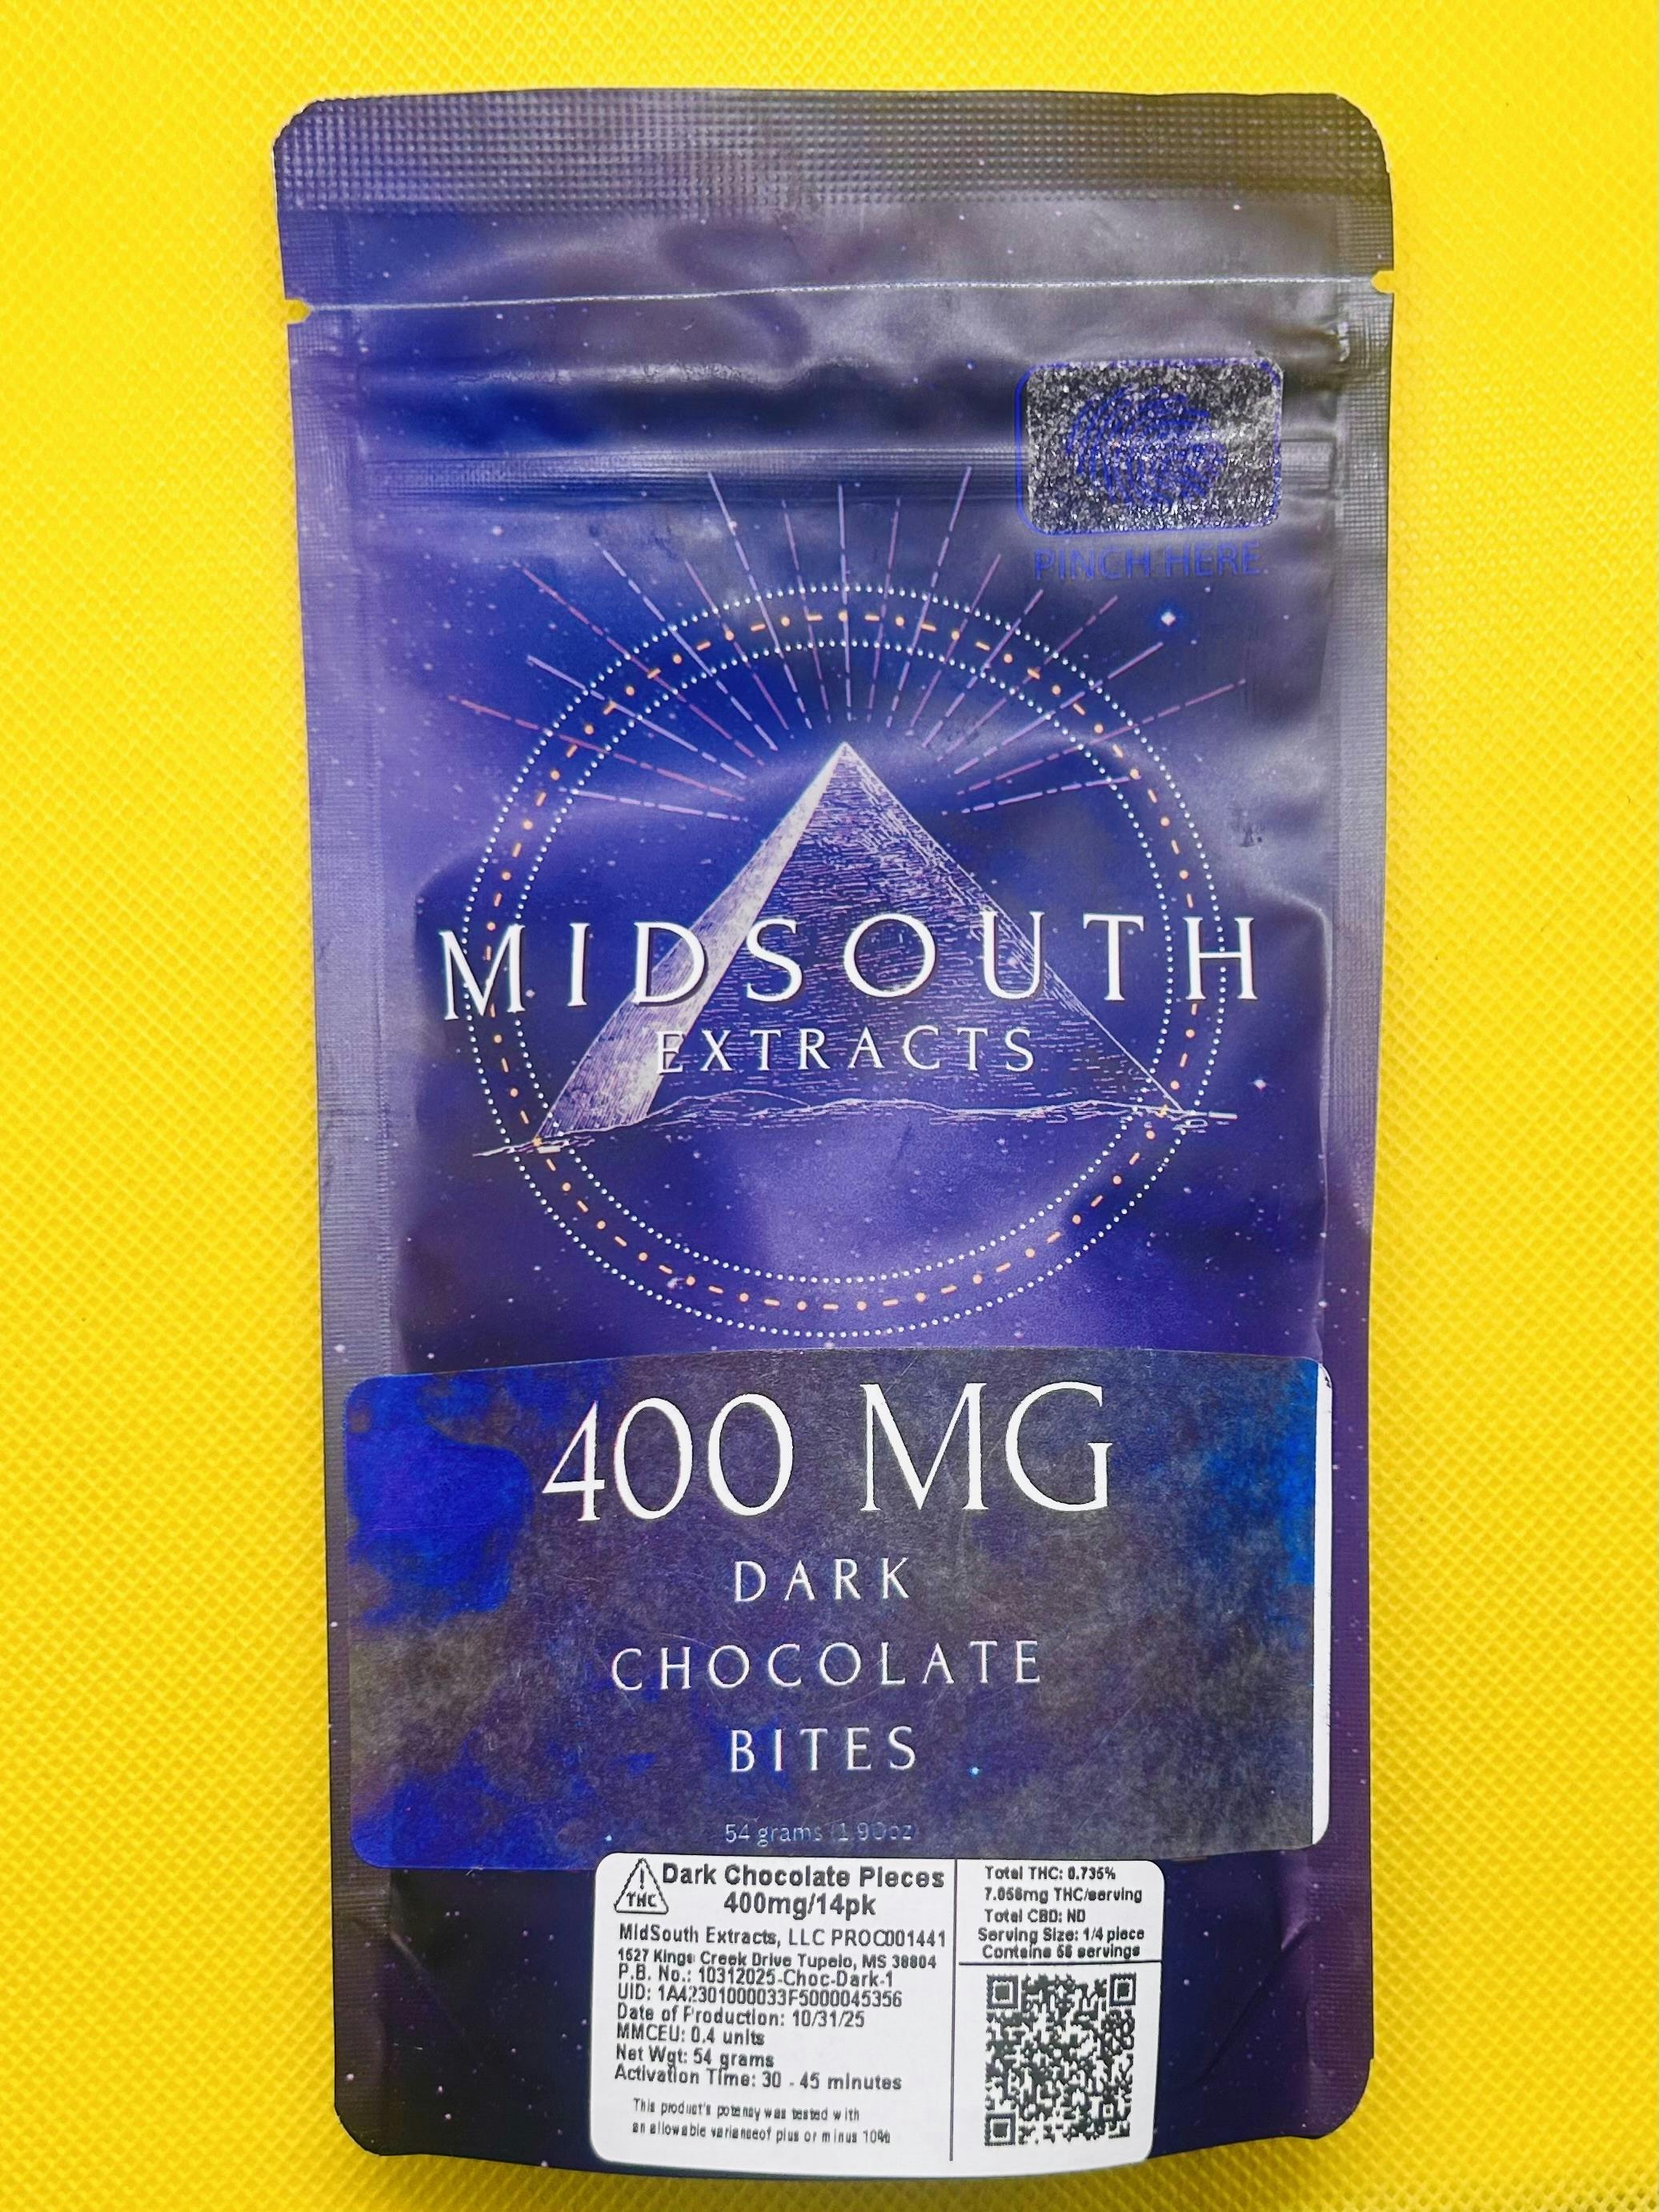 PINCH HERE
MIDSOUTH
EXTRACTS
400 MG
DARK
CHOCOLATE
BITES
54 grams (1.90oz)
THC
Dark Chocolate Pieces
400mg/14pk
MidSouth Extracts, LLC PROC001441
1627 Kings Creek Drive Tupelo, MS 38804
P.B. No.: 10312025-Choc-Dark-1
UID: 1A42301000033F5000045356
Date of Production: 10/31/25
MMCEU: 0.4 units
Net Wgt: 54 grams
Activation Time: 30 - 45 minutes
This product's potency was tested with
an allowable varianceof plus or minus 10%
Total THC: 0.735%
7.058mg THC/serving
Total CBD: ND
Serving Size: 1/4 piece
Contains 56 servings